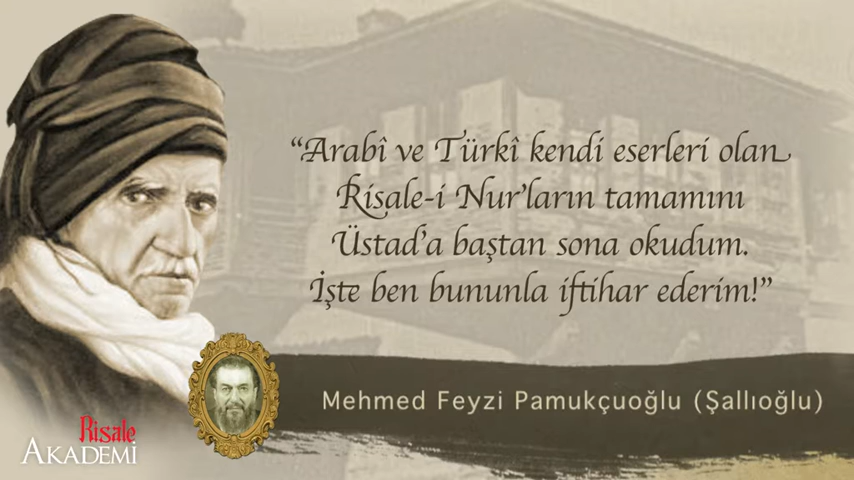 “Arabî ve Türkî kendi eserleri olan
Risale-i Nur’ların tamamını
Üstad’a baştan sona okudum.
İşte ben bununla iftihar ederim!”
Mehmed Feyzi Pamukçuoğlu (Şallıoğlu)
Risale
AKADEMİ